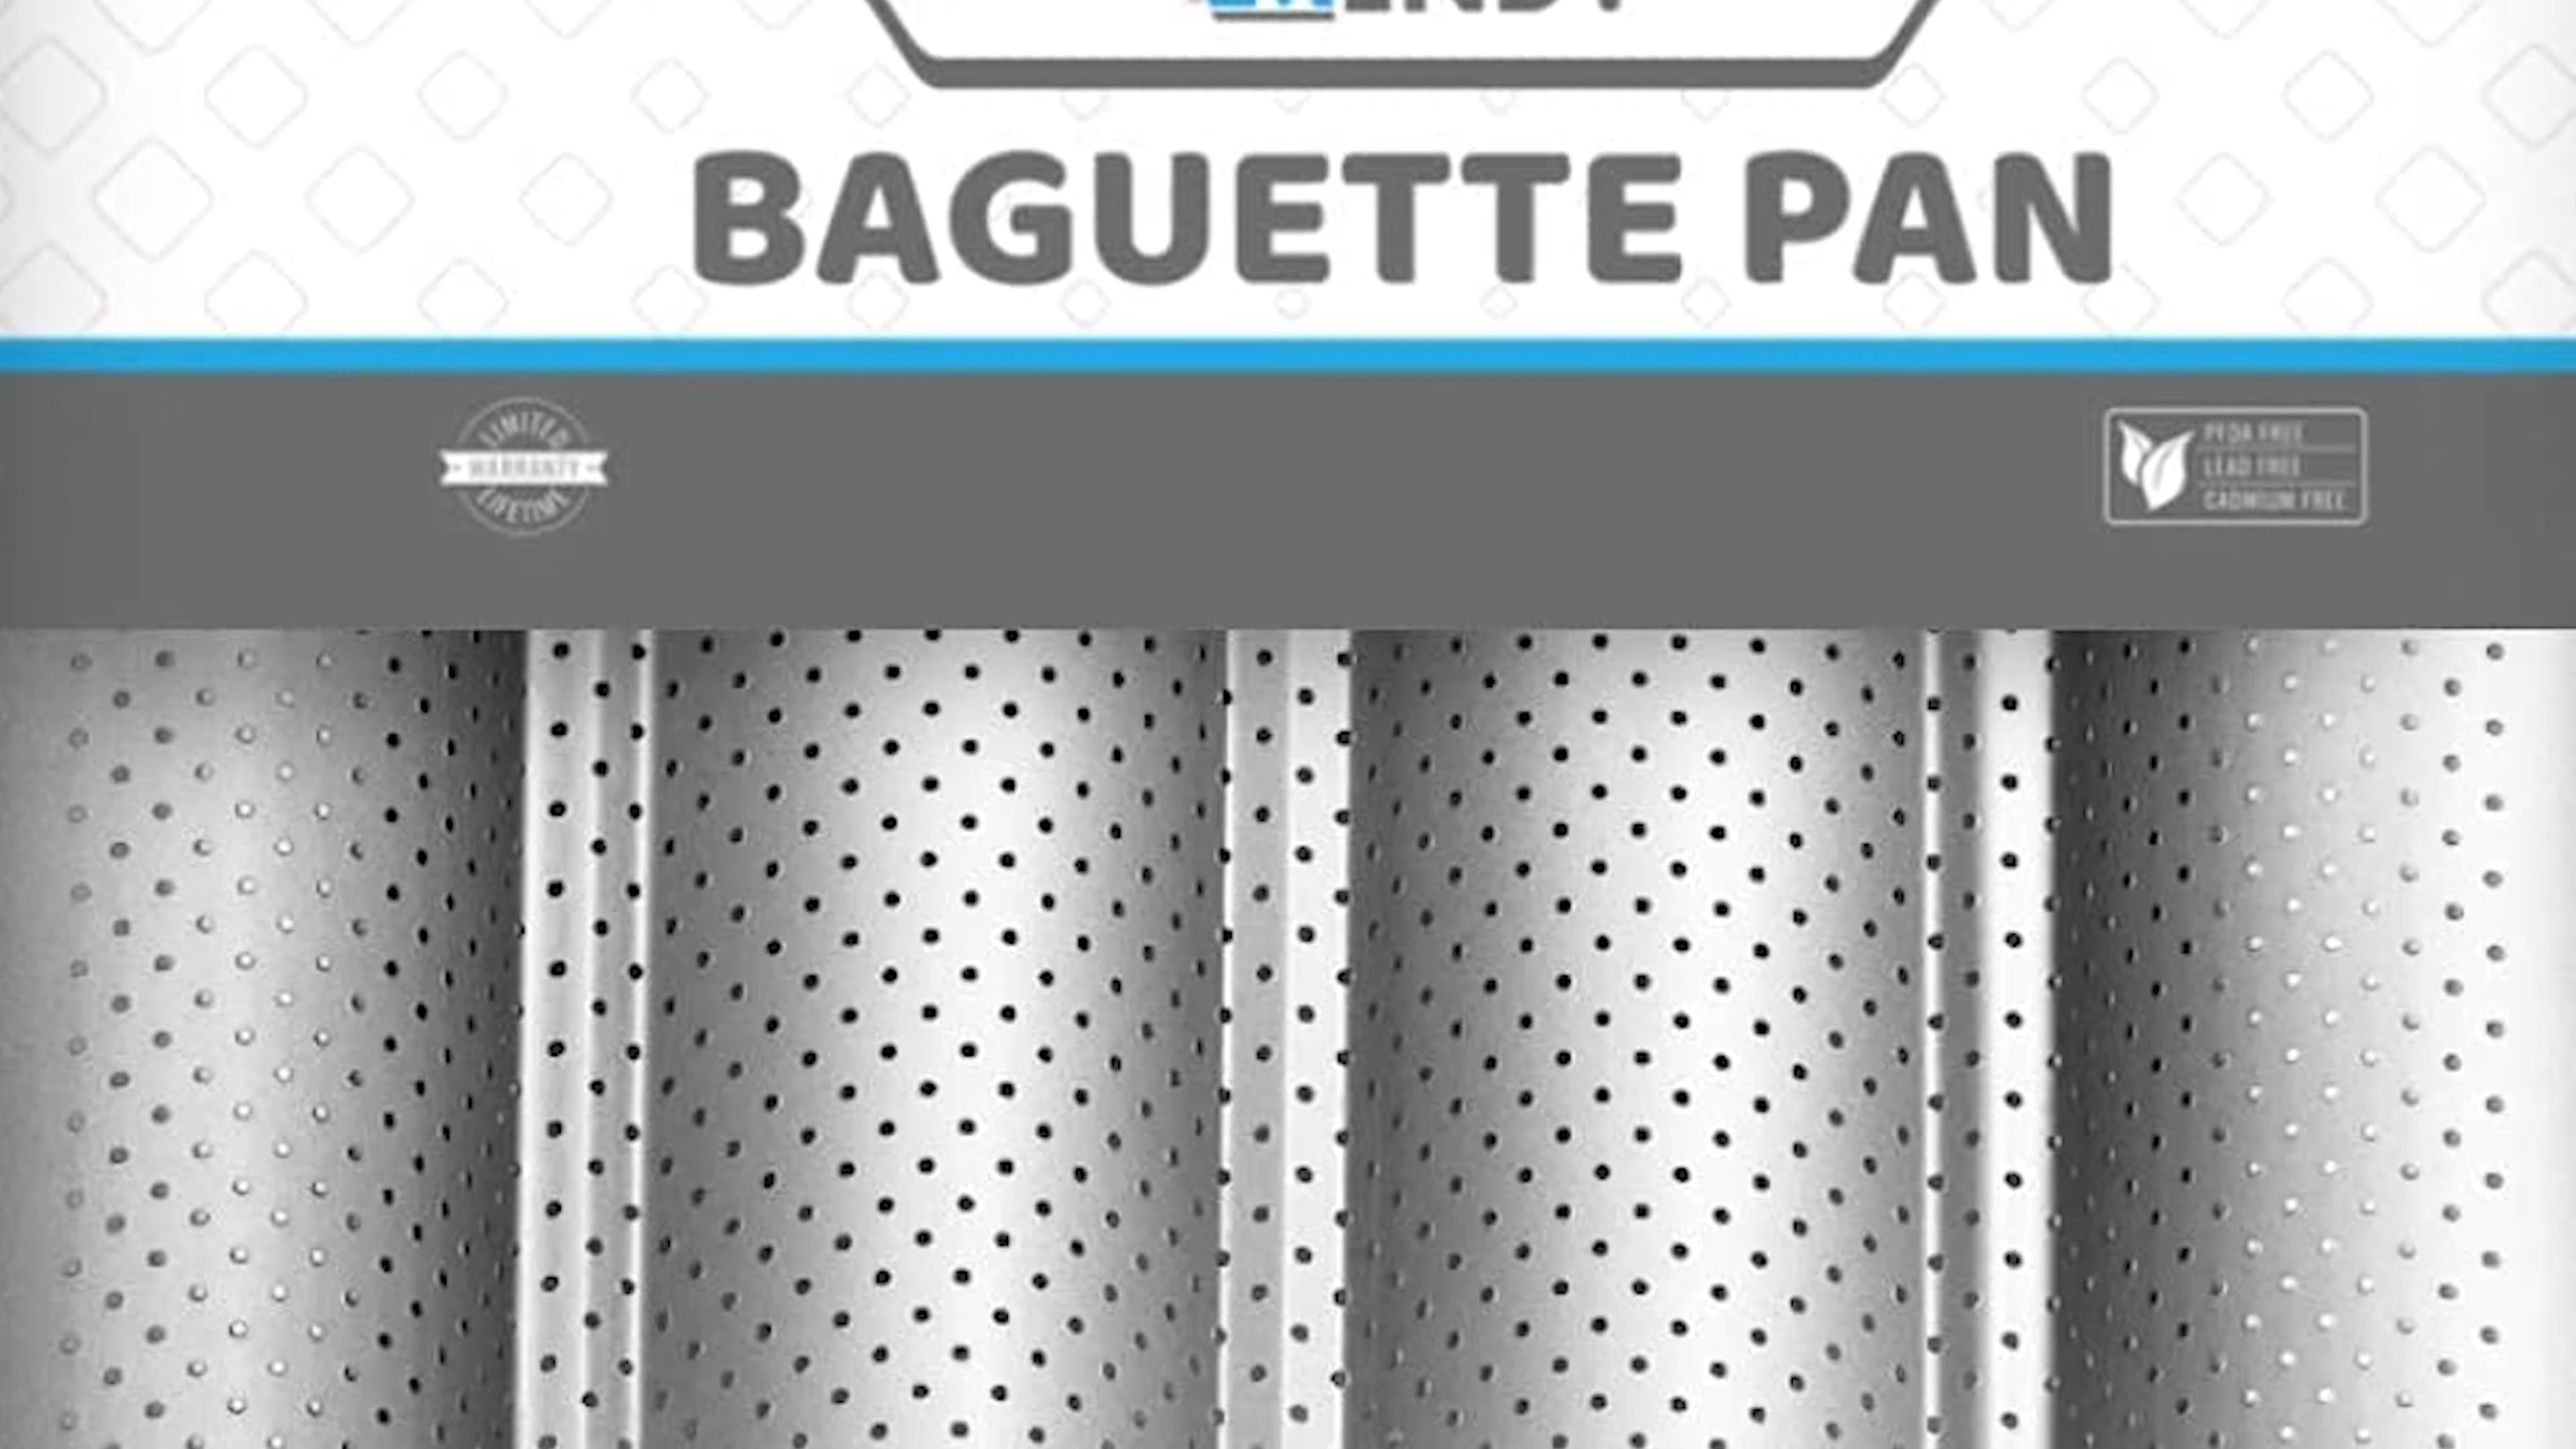 BAGUETTE PAN
LIMITED
WARRANTY
LIFETIME
PFOA FREE
LEAD FREE
CADMIUM FREE